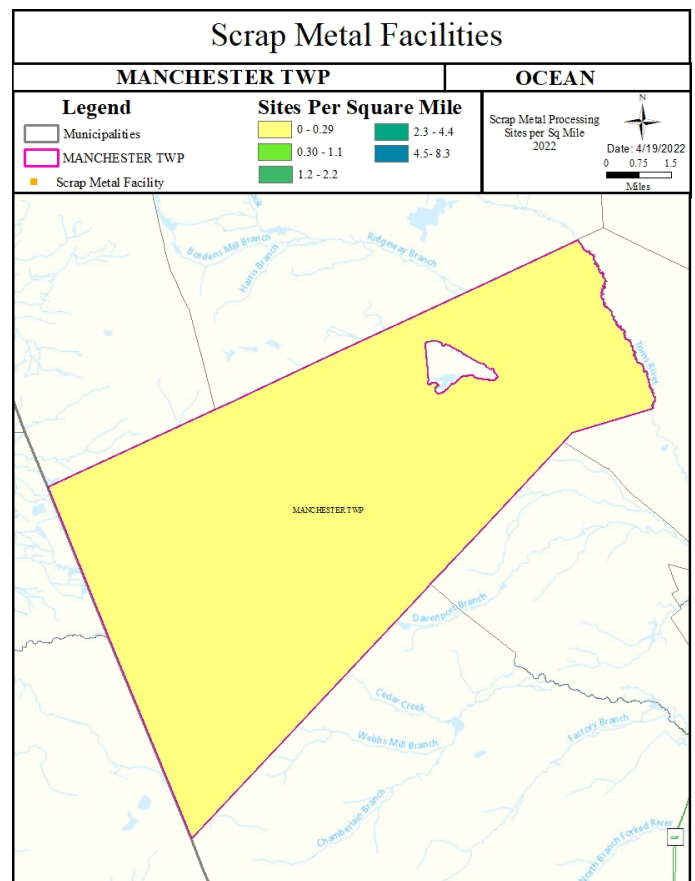 Scrap Metal Facilities
MANCHESTER TWP
OCEAN
Legend
Municipalities
MANCHESTER TWP
Scrap Metal Facility
Sites Per Square Mile
0 - 0.29
0.30 - 1.1
1.2 - 2.2
2.3 - 4.4
4.5- 8.3
Scrap Metal Processing
Sites per Sq Mile
2022
N
Date: 4/19/2022
0 0.75 1.5
Miles
Bordens Mill Branch
Harris Branch
Ridgeway Branch
Toms River
MANCHESTER TWP
Davenport Branch
Cedar Creek
Webbs Mill Branch
Factory Branch
Chamberlain Branch
North Branch Forked River